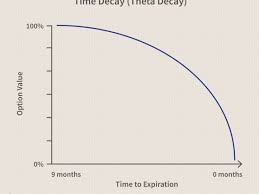 Time Decay (Theta Decay)
100%
Option Value
0%
9 months
0 months
Time to Expiration